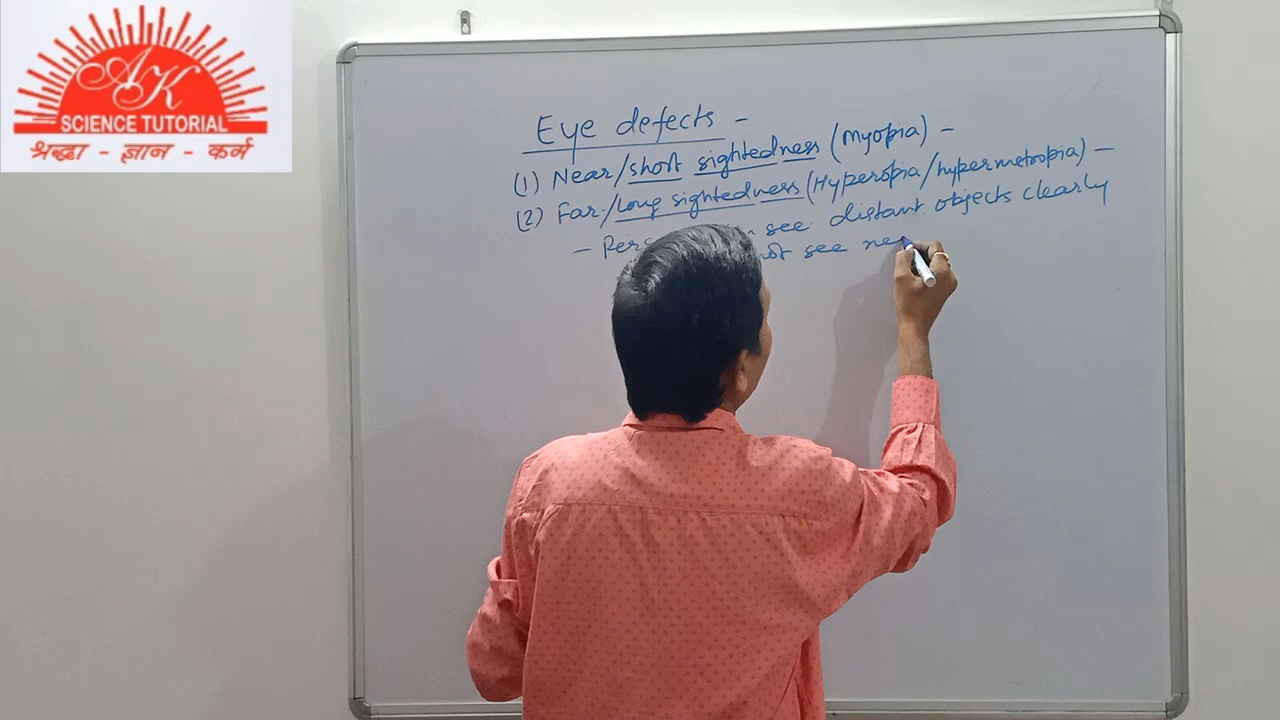 AK
SCIENCE TUTORIAL
श्रद्धा - ज्ञान - कर्म
Eye defects -
(1) Near/short sightedness (Myopia) -
(2) Far/Long sightedness (Hyperopia/hypermetropia) -
- see distant objects clearly
see